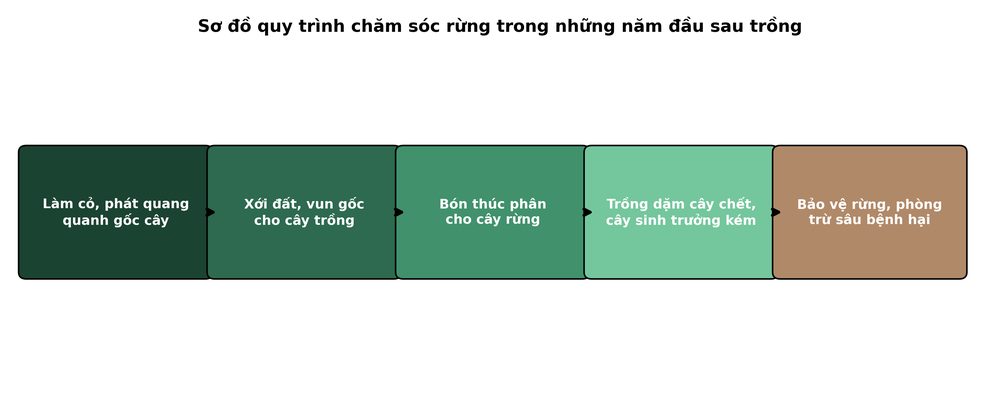 Sơ đồ quy trình chăm sóc rừng trong những năm đầu sau trồng
Làm cỏ, phát quang
quanh gốc cây
Xới đất, vun gốc
cho cây trồng
Bón thúc phân
cho cây rừng
Trồng dặm cây chết,
cây sinh trưởng kém
Bảo vệ rừng, phòng
trừ sâu bệnh hại